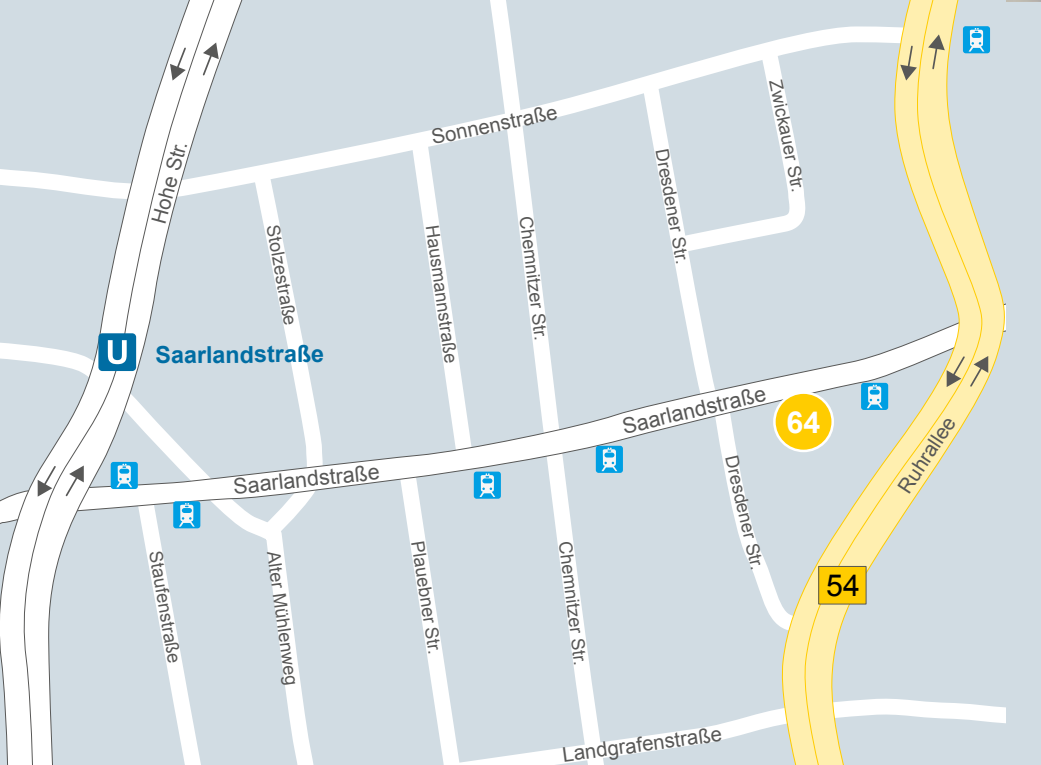 Sonnenstraße
Zwickauer Str.
Hohe Str.
Dresdener Str.
Stolzestraße
Hausmannstraße
Chemnitzer Str.
U
Saarlandstraße
Saarlandstraße
64
Saarlandstraße
Ruhrallee
Dresdener Str.
54
Staufenstraße
Alter Mühlenweg
Plauebner Str.
Chemnitzer Str.
Landgrafenstraße